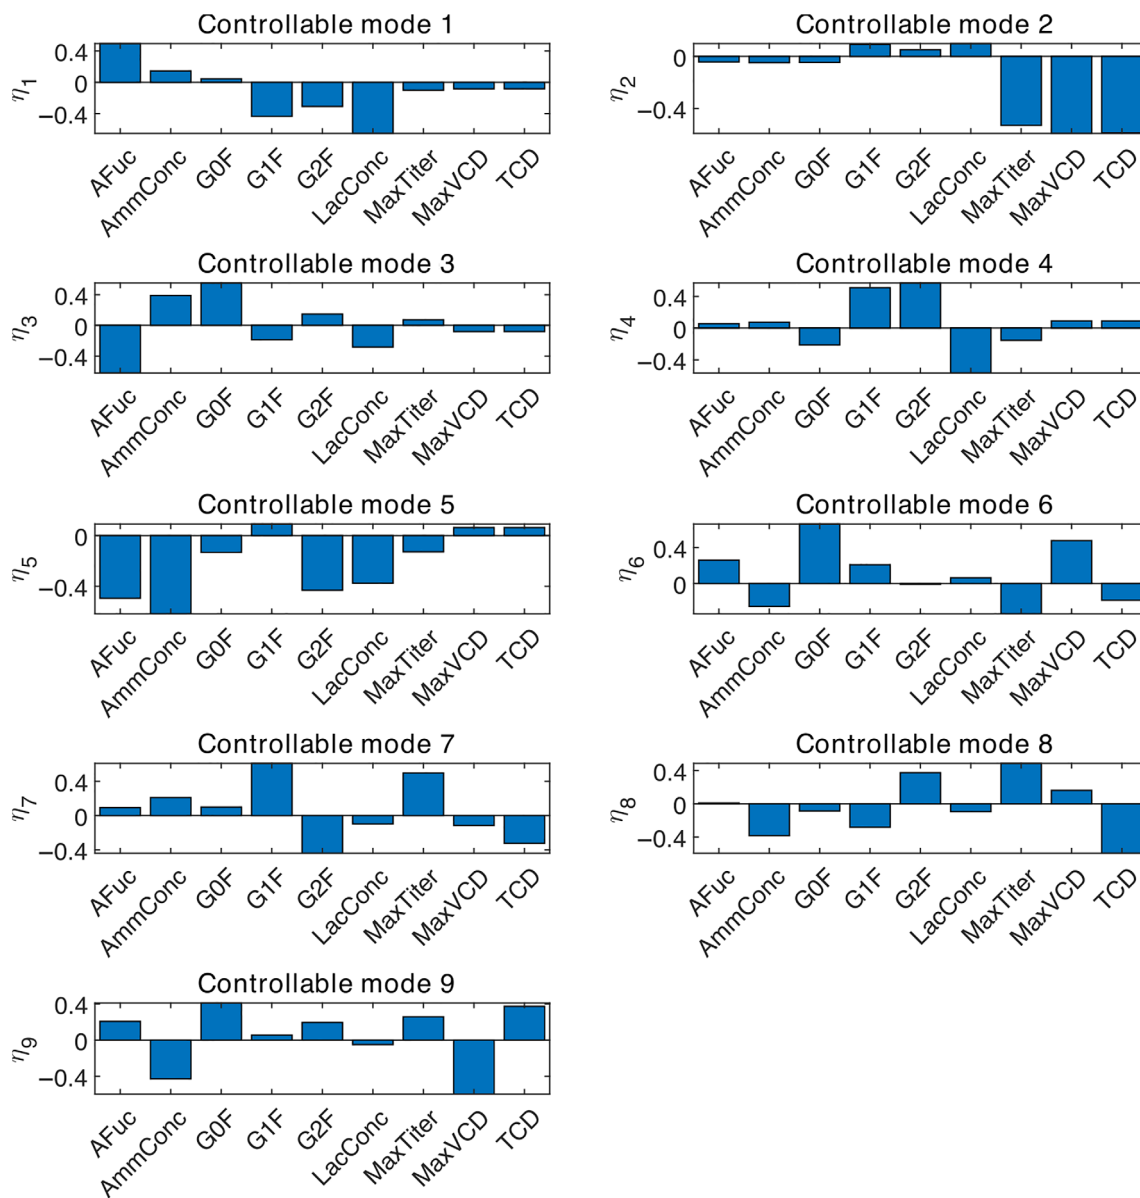 Controllable mode 1
0.4
0
−0.4
η1
AFuc
AmmConc
G0F
G1F
G2F
LacConc
MaxTiter
MaxVCD
TCD
Controllable mode 2
0
−0.4
η2
AFuc
AmmConc
G0F
G1F
G2F
LacConc
MaxTiter
MaxVCD
TCD
Controllable mode 3
0.4
0
−0.4
η3
AFuc
AmmConc
G0F
G1F
G2F
LacConc
MaxTiter
MaxVCD
TCD
Controllable mode 4
0.4
0
−0.4
η4
AFuc
AmmConc
G0F
G1F
G2F
LacConc
MaxTiter
MaxVCD
TCD
Controllable mode 5
0
−0.4
η5
AFuc
AmmConc
G0F
G1F
G2F
LacConc
MaxTiter
MaxVCD
TCD
Controllable mode 6
0.4
0
η6
AFuc
AmmConc
G0F
G1F
G2F
LacConc
MaxTiter
MaxVCD
TCD
Controllable mode 7
0.4
0
−0.4
η7
AFuc
AmmConc
G0F
G1F
G2F
LacConc
MaxTiter
MaxVCD
TCD
Controllable mode 8
0.4
0
−0.4
η8
AFuc
AmmConc
G0F
G1F
G2F
LacConc
MaxTiter
MaxVCD
TCD
Controllable mode 9
0.4
0
−0.4
η9
AFuc
AmmConc
G0F
G1F
G2F
LacConc
MaxTiter
MaxVCD
TCD